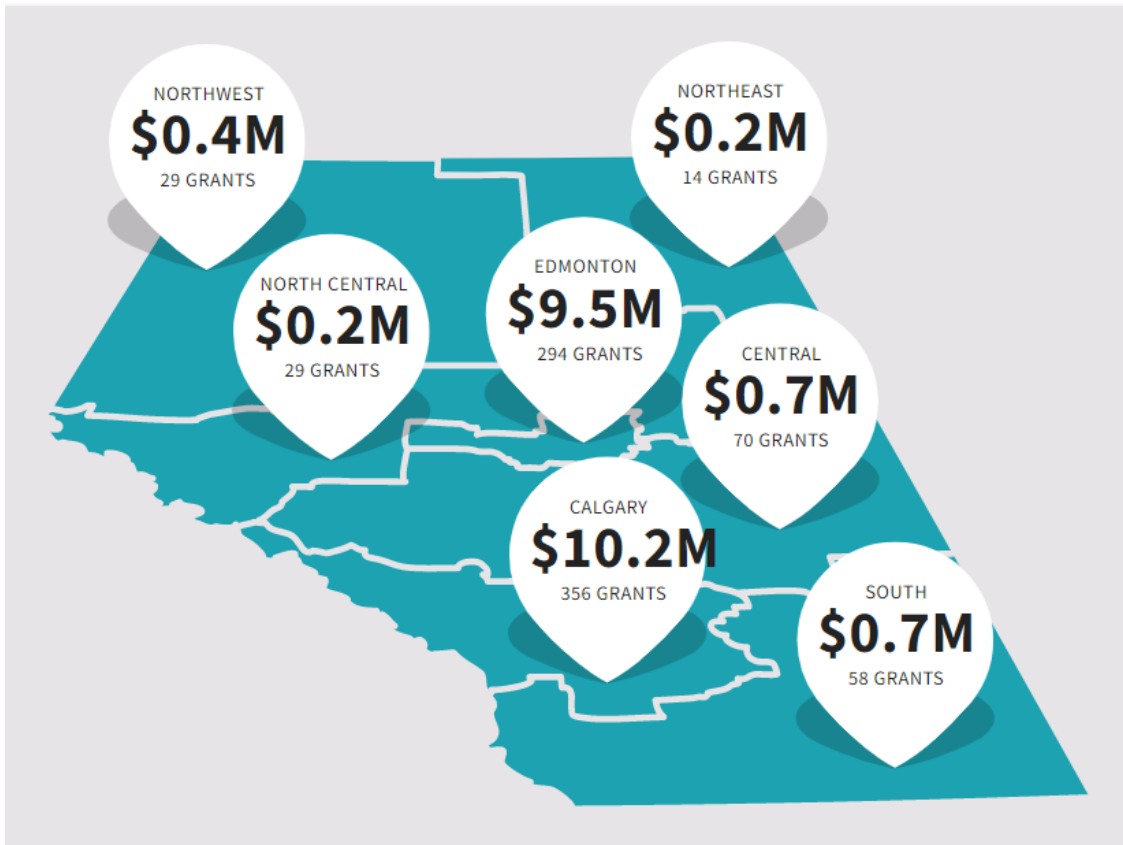 NORTHWEST
$0.4M
29 GRANTS
NORTHEAST
$0.2M
14 GRANTS
NORTH CENTRAL
$0.2M
29 GRANTS
EDMONTON
$9.5M
294 GRANTS
CENTRAL
$0.7M
70 GRANTS
CALGARY
$10.2M
356 GRANTS
SOUTH
$0.7M
58 GRANTS